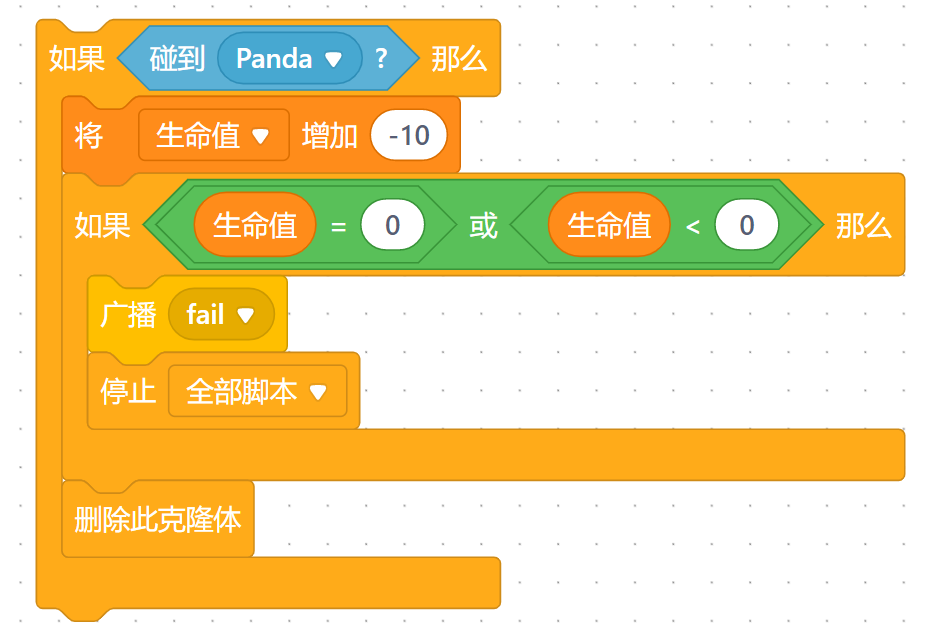 如果 碰到 Panda ? 那么
将 生命值 增加 -10
如果 生命值 = 0 或 生命值 < 0 那么
广播 fail
停止 全部脚本
删除此克隆体